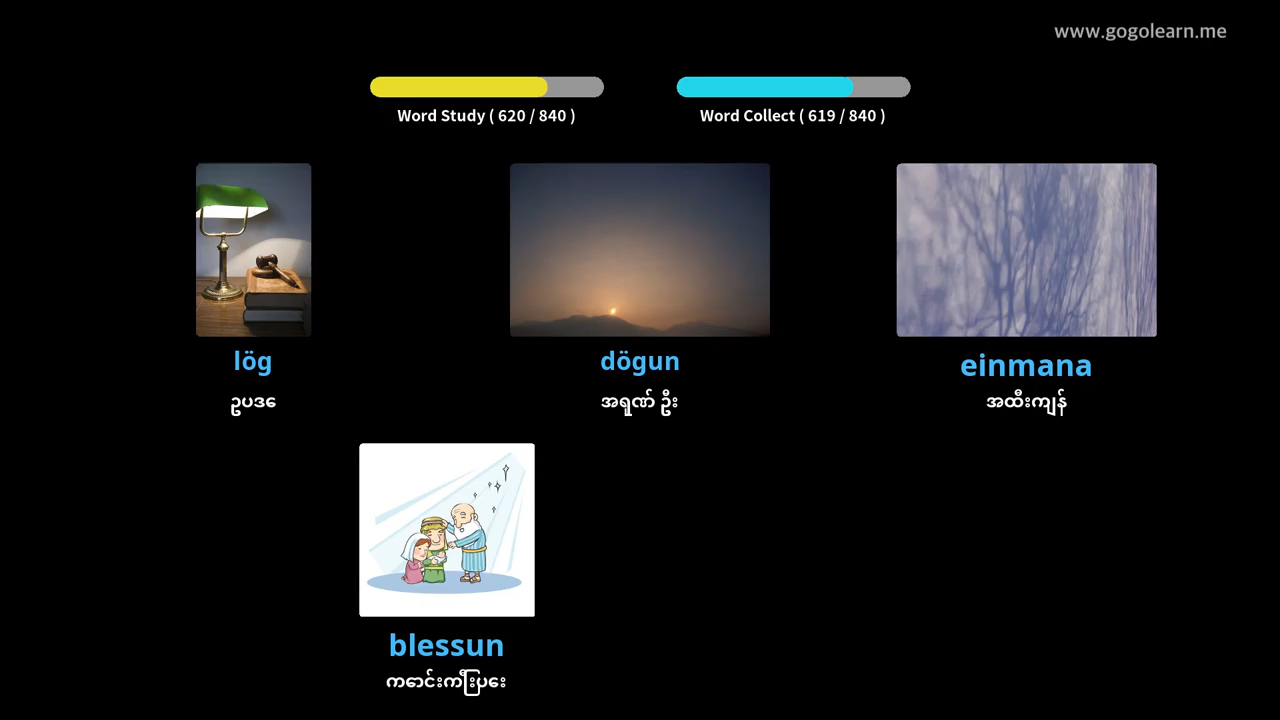 www.gogolearn.me
Word Study ( 620 / 840 )
Word Collect ( 619 / 840 )
lög
dögun
einmana
ဥပဒေ
အရုဏ် ဦး
အထီးကျန်
blessun
ကောင်းကြီးပေး